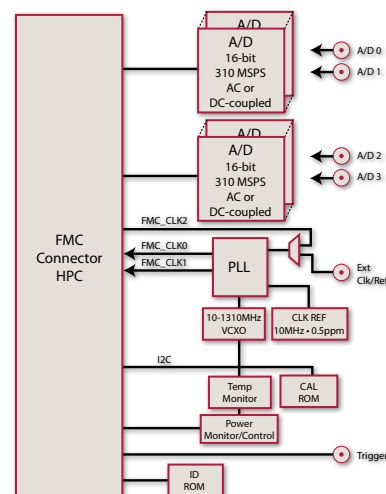 A/D
A/D
16-bit
310 MSPS
AC or
DC-coupled
A/D 0
A/D 1
A/D
A/D
16-bit
310 MSPS
AC or
DC-coupled
A/D 2
A/D 3
FMC
Connector
HPC
FMC_CLK2
FMC_CLK0
FMC_CLK1
PLL
Ext
Clk/Ref
10-1310MHz
VCXO
CLK REF
10MHz • 0.5ppm
I2C
Temp
Monitor
CAL
ROM
Power
Monitor/Control
Trigger
ID
ROM